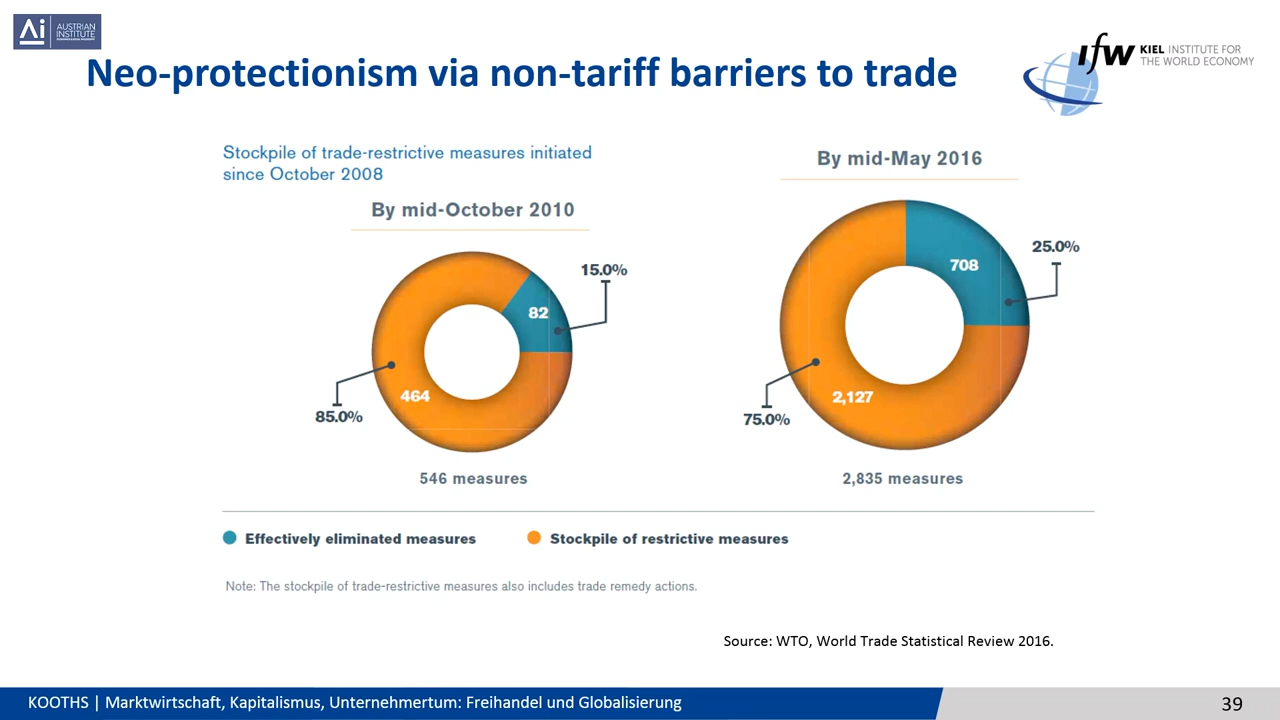 AUSTRIAN
INSTITUTE
Neo-protectionism via non-tariff barriers to trade
IfW KIEL INSTITUTE FOR
THE WORLD ECONOMY
Stockpile of trade-restrictive measures initiated
since October 2008
By mid-October 2010
15.0%
82
464
85.0%
546 measures
By mid-May 2016
25.0%
708
2,127
75.0%
2,835 measures
Effectively eliminated measures
Stockpile of restrictive measures
Note: The stockpile of trade-restrictive measures also includes trade remedy actions.
Source: WTO, World Trade Statistical Review 2016.
KOOTHS | Marktwirtschaft, Kapitalismus, Unternehmertum: Freihandel und Globalisierung
39